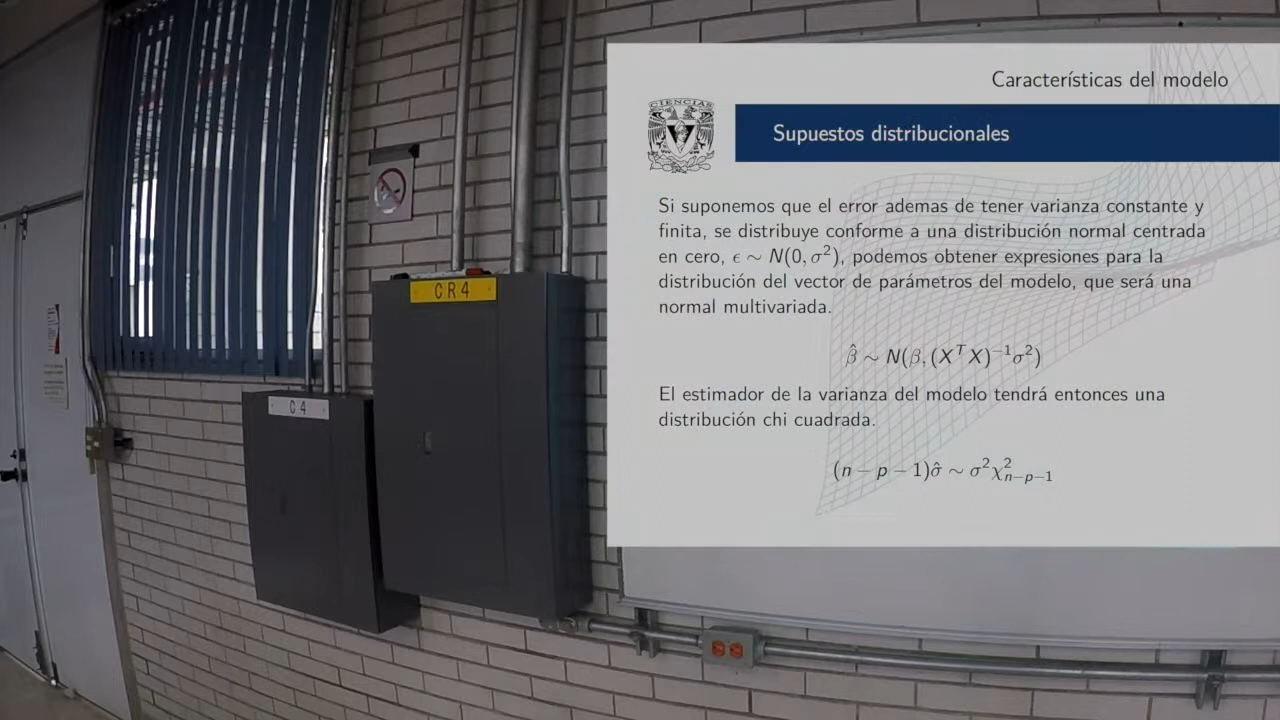 CR4
C 4
Características del modelo
CIENCIAS
Supuestos distribucionales
Si suponemos que el error ademas de tener varianza constante y
finita, se distribuye conforme a una distribución normal centrada
en cero, ϵ ∼ N(0, σ²), podemos obtener expresiones para la
distribución del vector de parámetros del modelo, que será una
normal multivariada.
β̂ ∼ N(β, (XᵀX)⁻¹σ²)
El estimador de la varianza del modelo tendrá entonces una
distribución chi cuadrada.
(n − p − 1)σ̂ ∼ σ²χ²ₙ₋ₚ₋₁